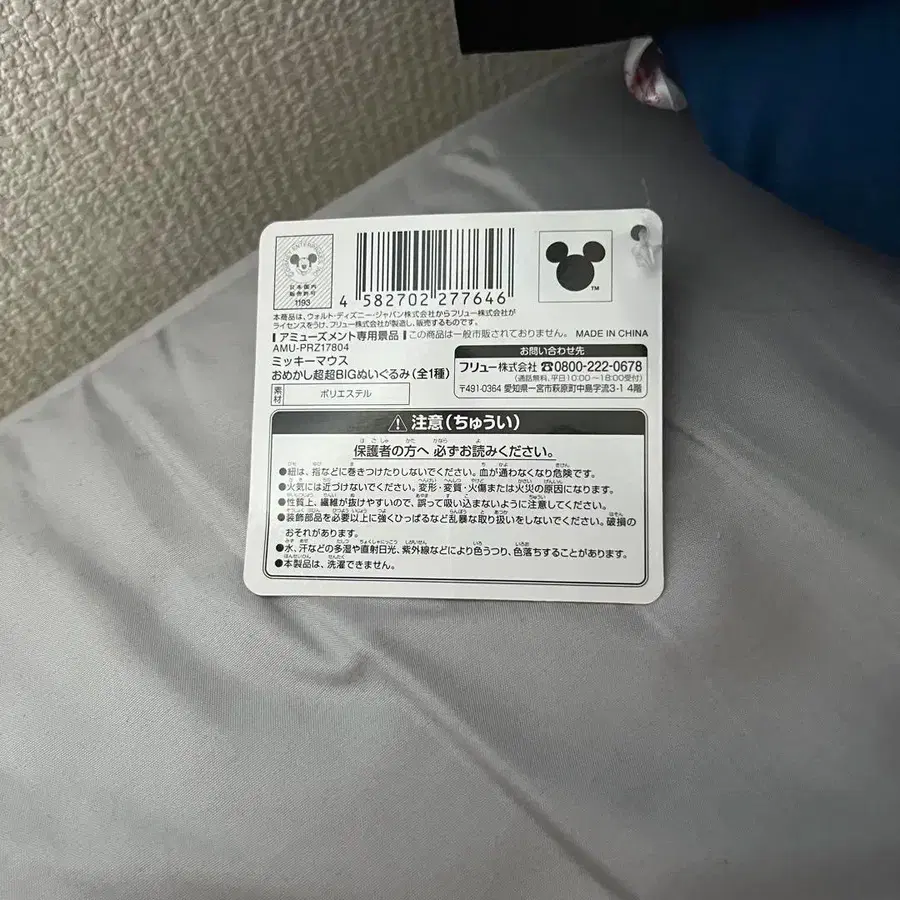 日本国内
販売許可
1193
4 582702 277646
TM
本商品は、ウォルト・ディズニー・ジャパン株式会社からフリュー株式会社が
ライセンスをうけ、フリュー株式会社が製造し、販売するものです。
アミューズメント専用景品 この商品は一般市販されておりません。 MADE IN CHINA
AMU-PRZ17804
ミッキーマウス
おめかし超超BIGぬいぐるみ(全1種)
素材 ポリエステル
お問い合わせ先
フリュー株式会社 ☎0800-222-0678
(通話無料、平日10:00~18:00受付)
〒491-0364 愛知県一宮市萩原町中島字流3-1 4階
⚠ 注意(ちゅうい)
保護者の方へ 必ずお読みください。
●紐は、指などに巻きつけたりしないでください。血が通わなくなり危険です。
●火気には近づけないでください。変形・変質・火傷または火災の原因になります。
●性質上、繊維が抜けやすいので、誤って吸い込まないように注意してください。
●装飾部品を必要以上に強くひっぱるなど乱暴な取り扱いをしないでください。破損の
おそれがあります。
●水、汗などの多湿や直射日光、紫外線などにより色うつり、色落ちすることがあります。
●本製品は、洗濯できません。